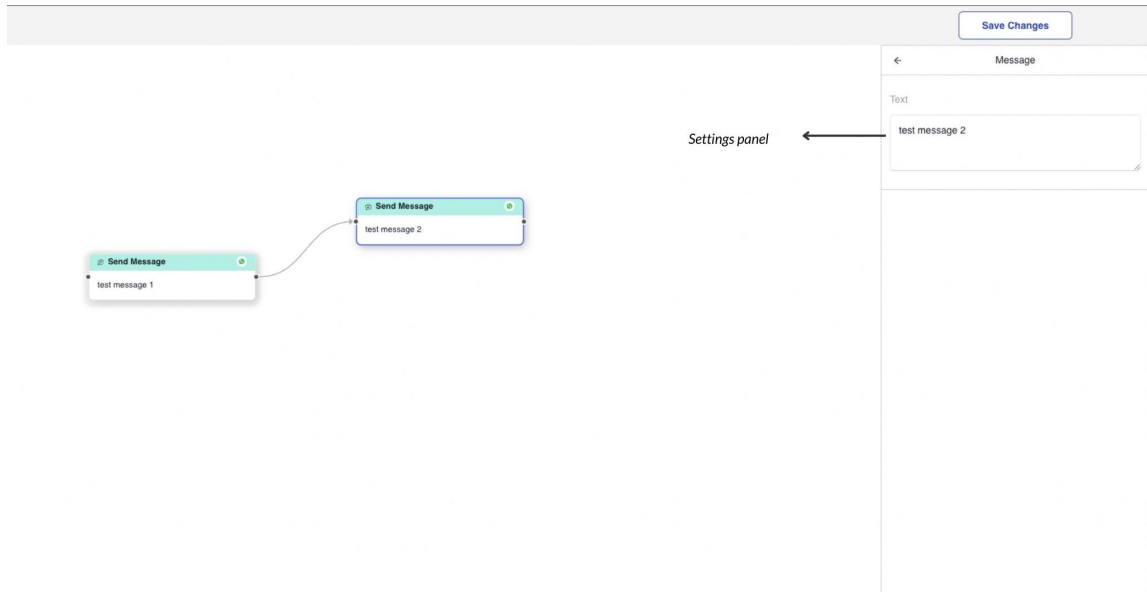 Save Changes
Message
Text
test message 2
Settings panel
Send Message
test message 2
Send Message
test message 1